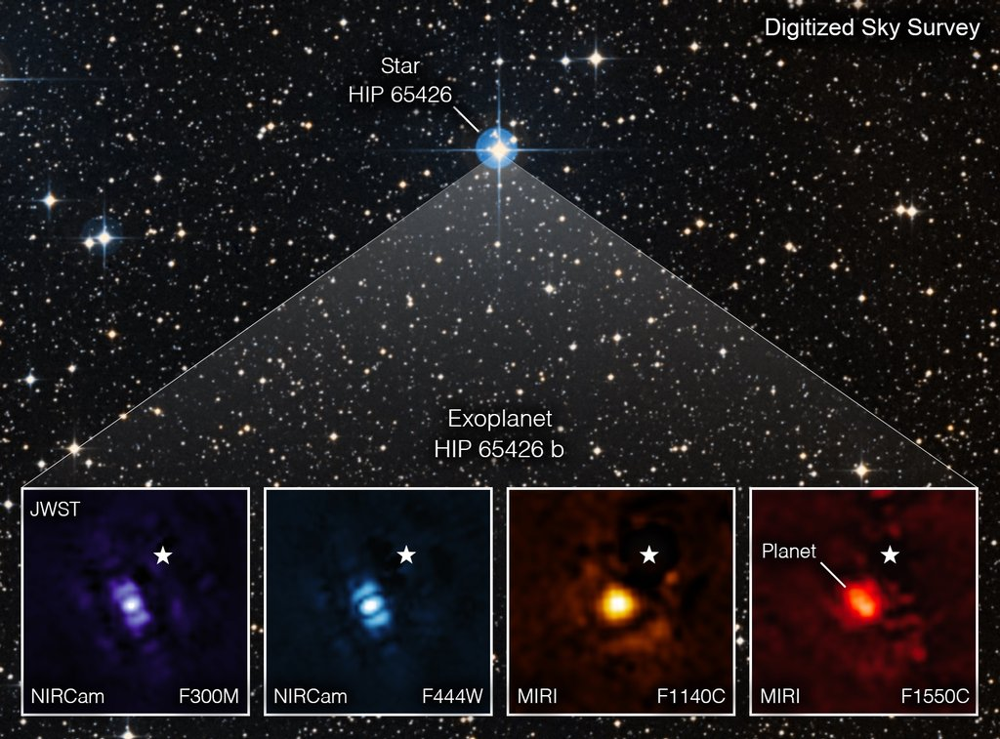 Digitized Sky Survey
Star
HIP 65426
Exoplanet
HIP 65426 b
JWST
NIRCam
F300M
NIRCam
F444W
MIRI
F1140C
Planet
MIRI
F1550C